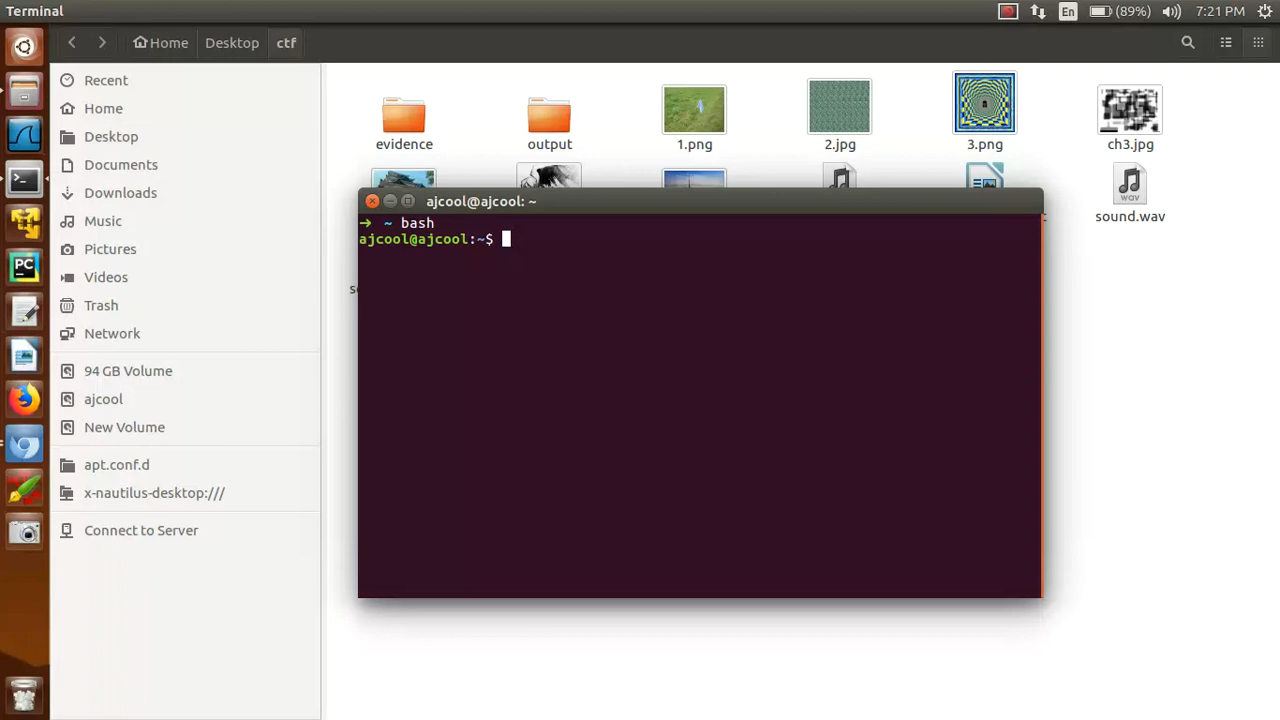 Terminal
En
(89%)
7:21 PM
Home
Desktop
ctf
Recent
Home
Desktop
Documents
Downloads
Music
Pictures
Videos
Trash
Network
94 GB Volume
ajcool
New Volume
apt.conf.d
x-nautilus-desktop:///
Connect to Server
evidence
output
1.png
2.jpg
3.png
ch3.jpg
wav
sound.wav
PC
ajcool@ajcool: ~
➜ ~ bash
ajcool@ajcool:~$